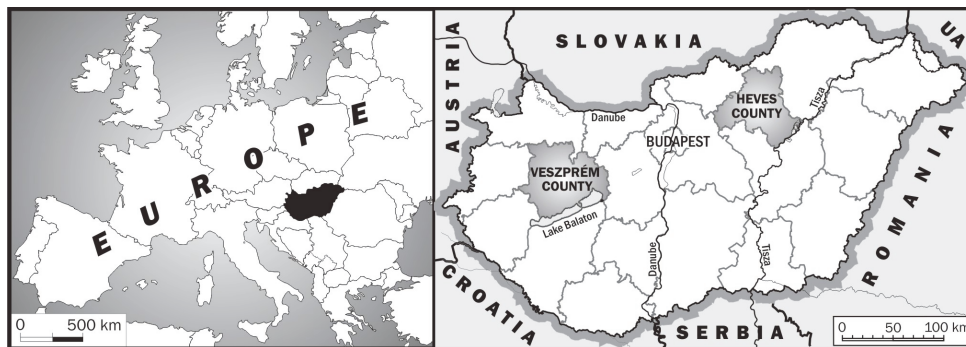 EUROPE
0 500 km
AUSTRIA
SLOVAKIA
UA
HEVES
COUNTY
Tisza
Danube
BUDAPEST
VESZPRÉM
COUNTY
Lake Balaton
Danube
Tisza
ROMANIA
CROATIA
SERBIA
0 50 100 km